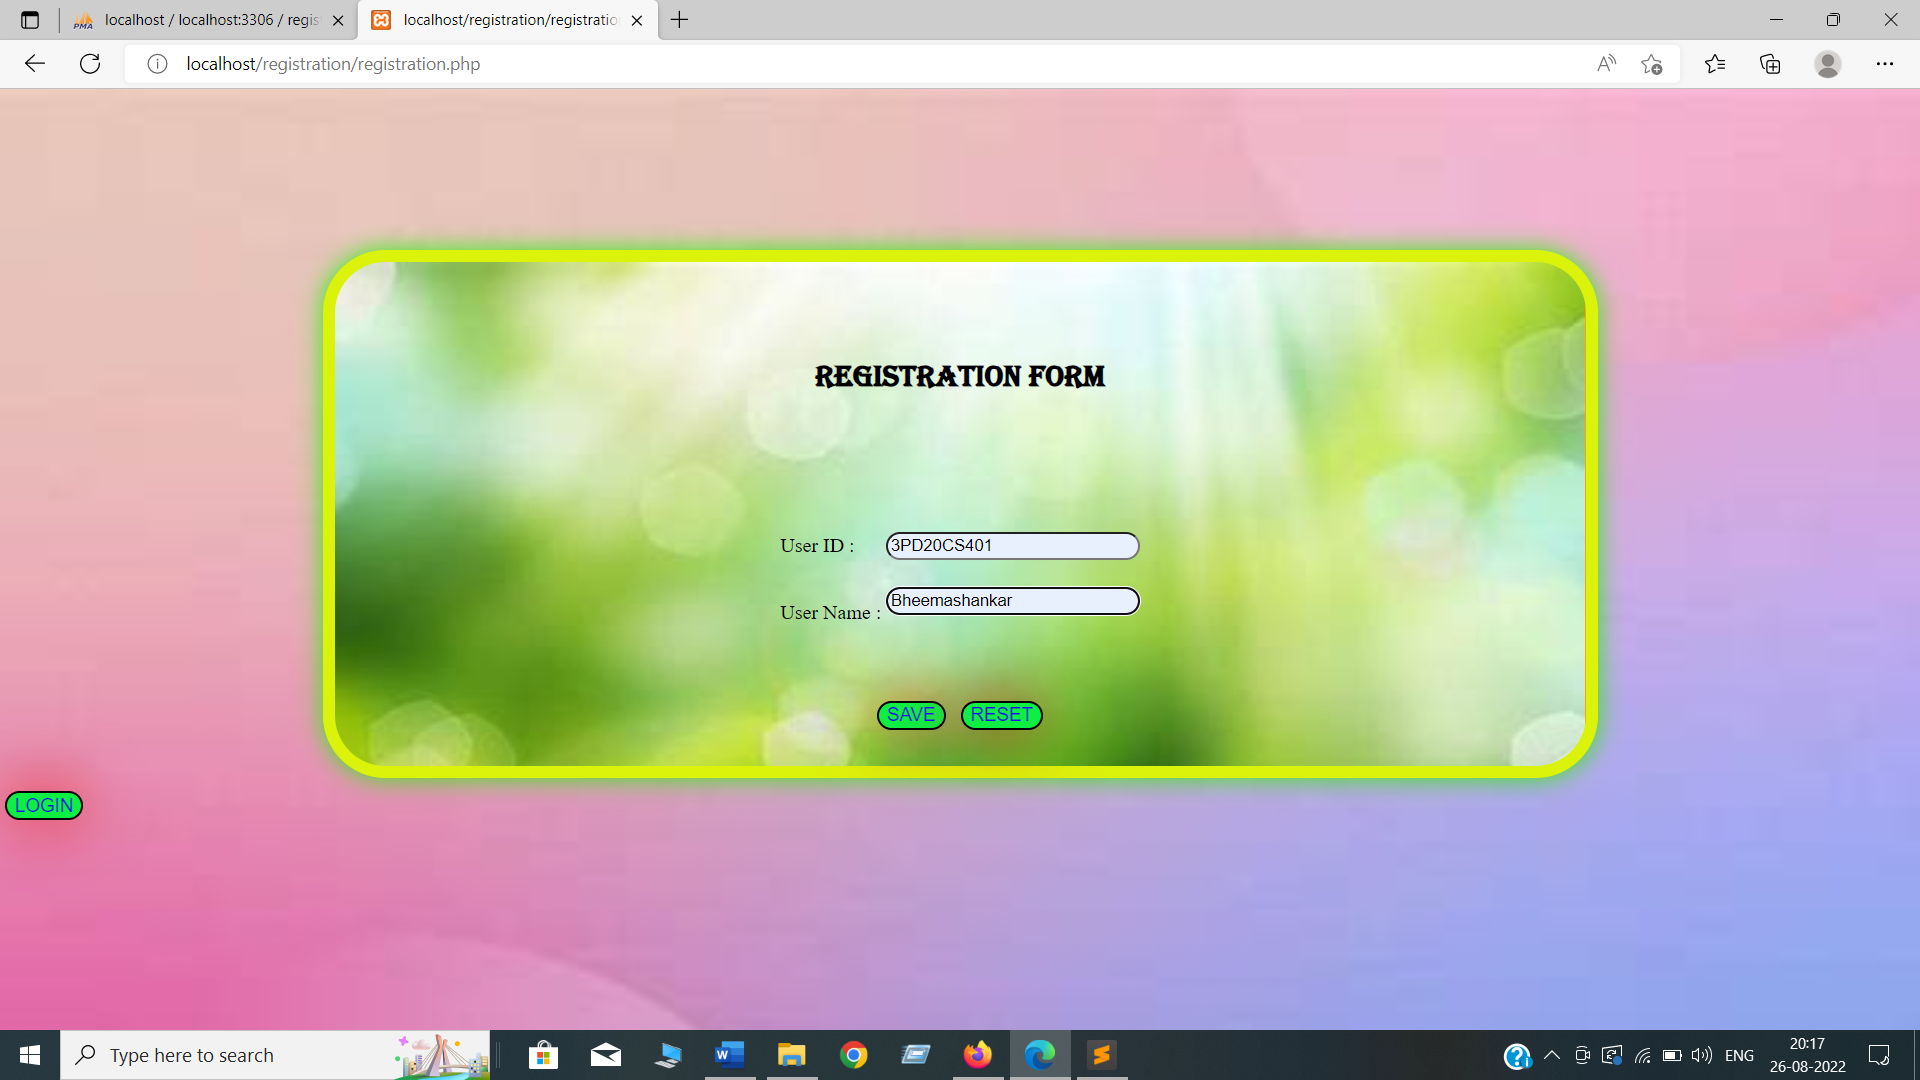 localhost / localhost:3306 / regis
localhost/registration/registratio
localhost/registration/registration.php
REGISTRATION FORM
User ID :
3PD20CS401
User Name :
Bheemashankar
SAVE
RESET
LOGIN
Type here to search
ENG
20:17
26-08-2022